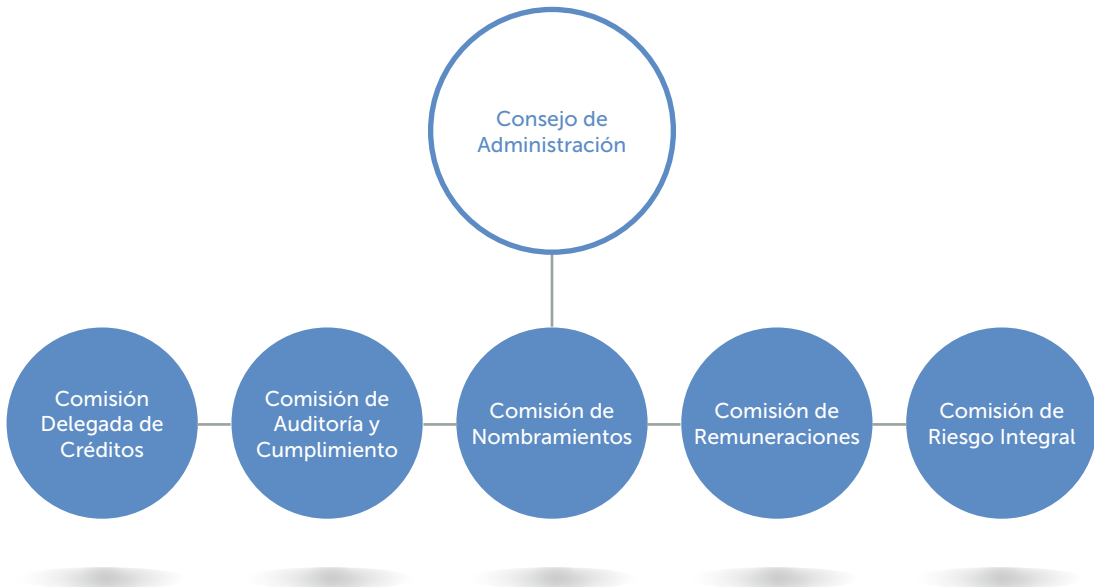 Consejo de
Administración
Comisión
Delegada de
Créditos
Comisión de
Auditoría y
Cumplimiento
Comisión de
Nombramientos
Comisión de
Remuneraciones
Comisión de
Riesgo Integral